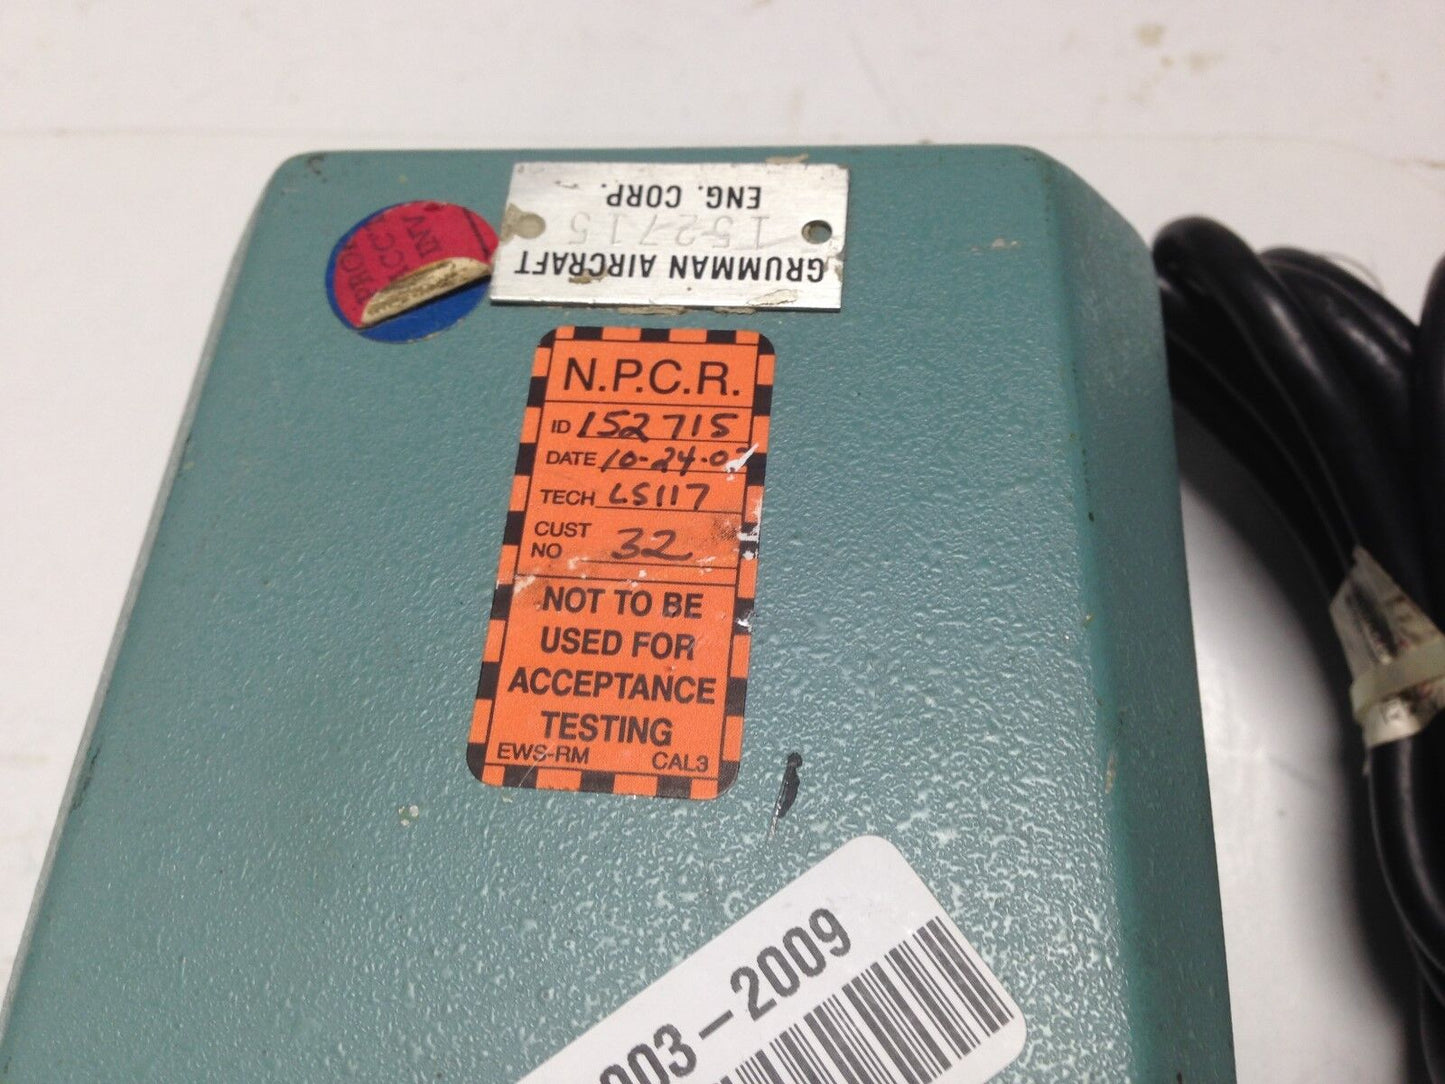 GRUMMAN AIRCRAFT
152715
ENG. CORP.
INV
N.P.C.R.
ID 152715
DATE 10-24-0
TECH LS117
CUST
NO 32
NOT TO BE
USED FOR
ACCEPTANCE
TESTING
EWS-RM CAL3
003-2009